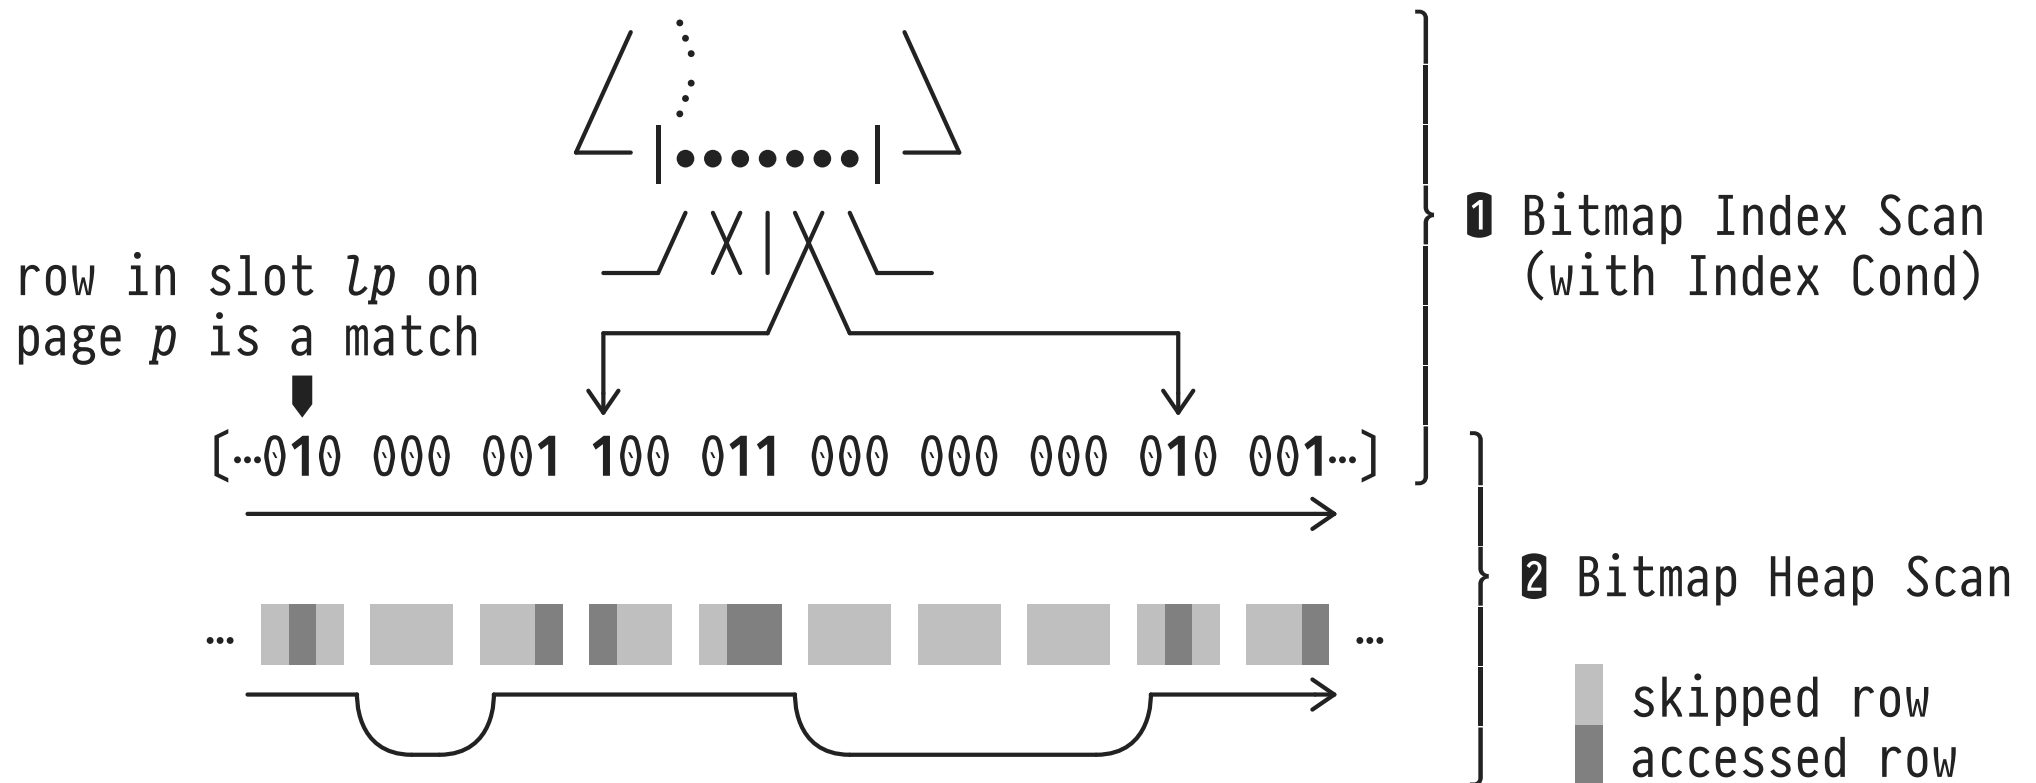 1 Bitmap Index Scan
(with Index Cond)
row in slot lp on
page p is a match
[…010 000 001 100 011 000 000 000 010 001…]
2 Bitmap Heap Scan
… …
skipped row
accessed row